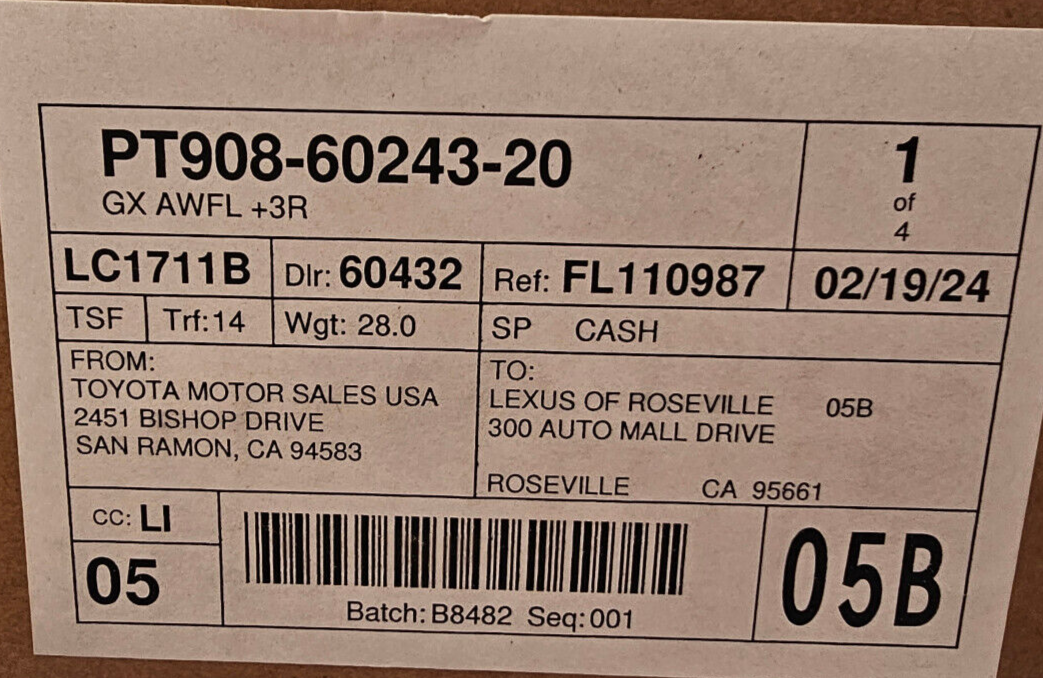 PT908-60243-20
GX AWFL +3R
1
of
4
LC1711B
Dlr: 60432
Ref: FL110987
02/19/24
TSF
Trf: 14
Wgt: 28.0
SP CASH
FROM:
TOYOTA MOTOR SALES USA
2451 BISHOP DRIVE
SAN RAMON, CA 94583
TO:
LEXUS OF ROSEVILLE 05B
300 AUTO MALL DRIVE
ROSEVILLE CA 95661
CC: LI
05
Batch: B8482 Seq: 001
05B